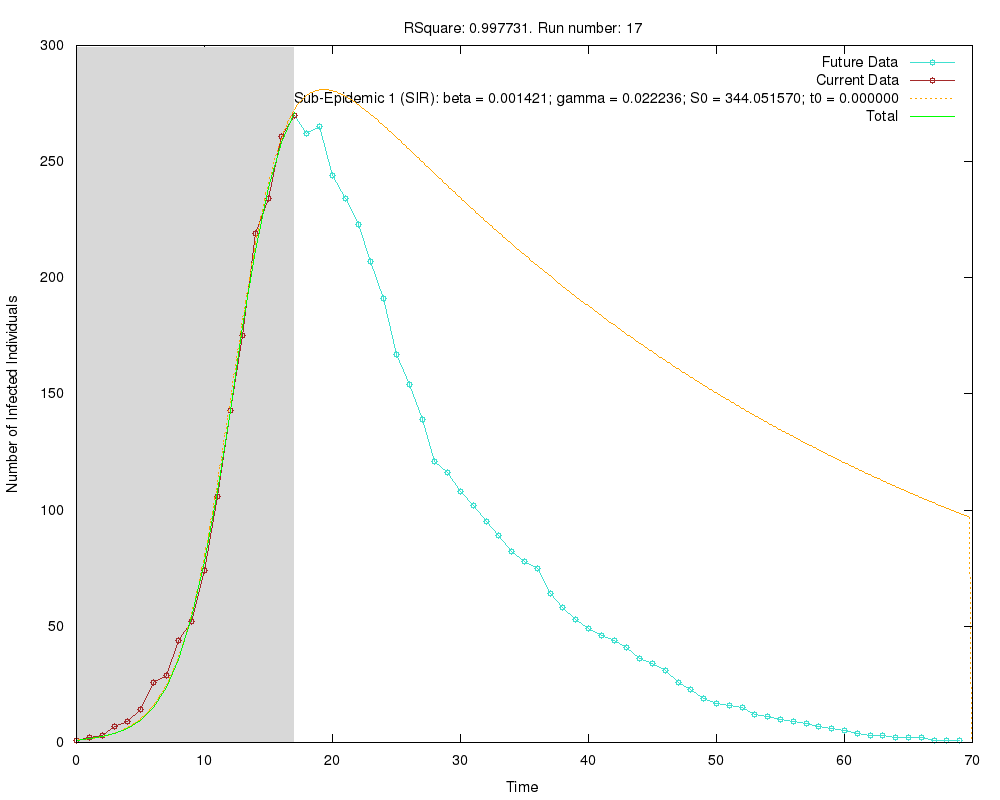 RSquare: 0.997731. Run number: 17
Future Data
Current Data
Sub-Epidemic 1 (SIR): beta = 0.001421; gamma = 0.022236; S0 = 344.051570; t0 = 0.000000
Total
300
250
200
150
100
50
0
Number of Infected Individuals
0 10 20 30 40 50 60 70
Time